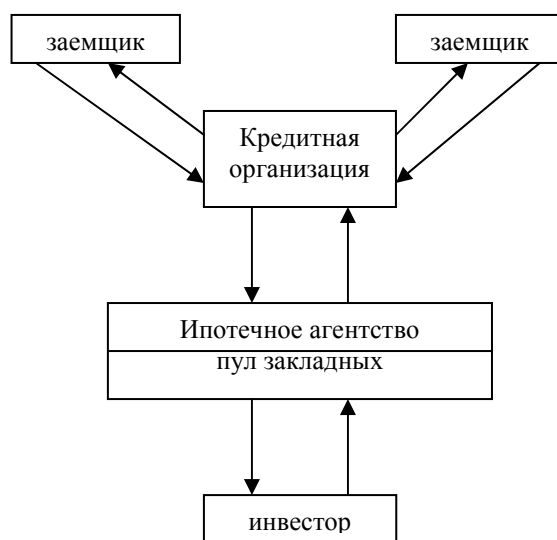 заемщик
заемщик
Кредитная
организация
Ипотечное агентство
пул закладных
инвестор